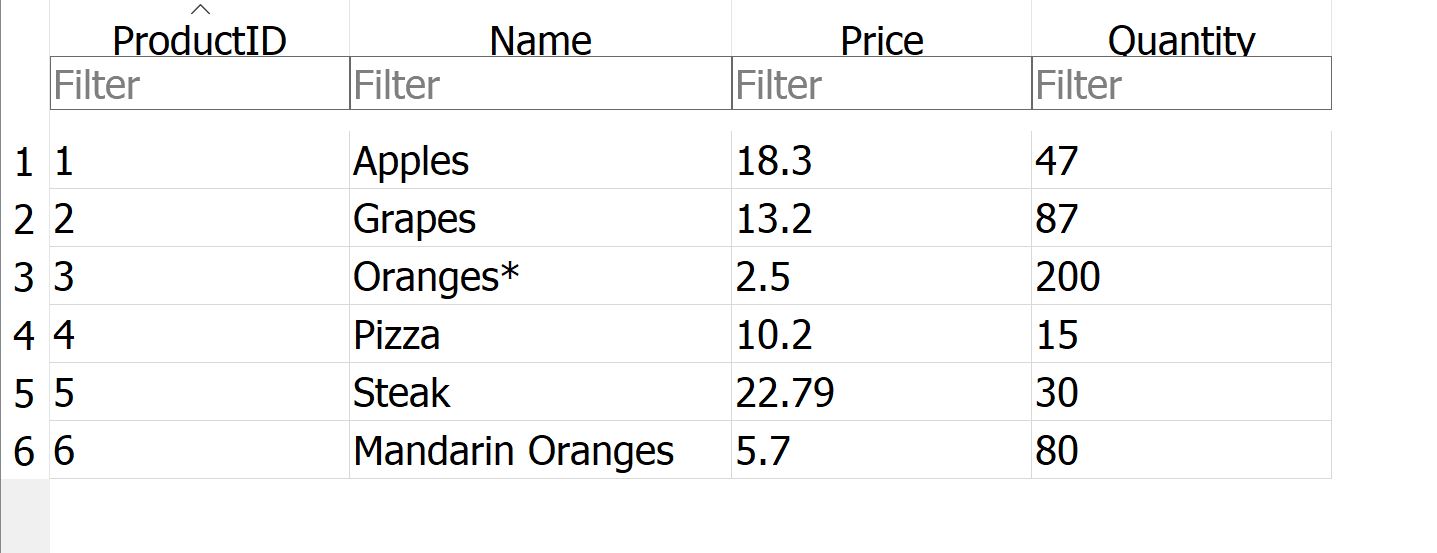 ProductID Name Price Quantity
Filter Filter Filter Filter
1 1 Apples 18.3 47
2 2 Grapes 13.2 87
3 3 Oranges* 2.5 200
4 4 Pizza 10.2 15
5 5 Steak 22.79 30
6 6 Mandarin Oranges 5.7 80